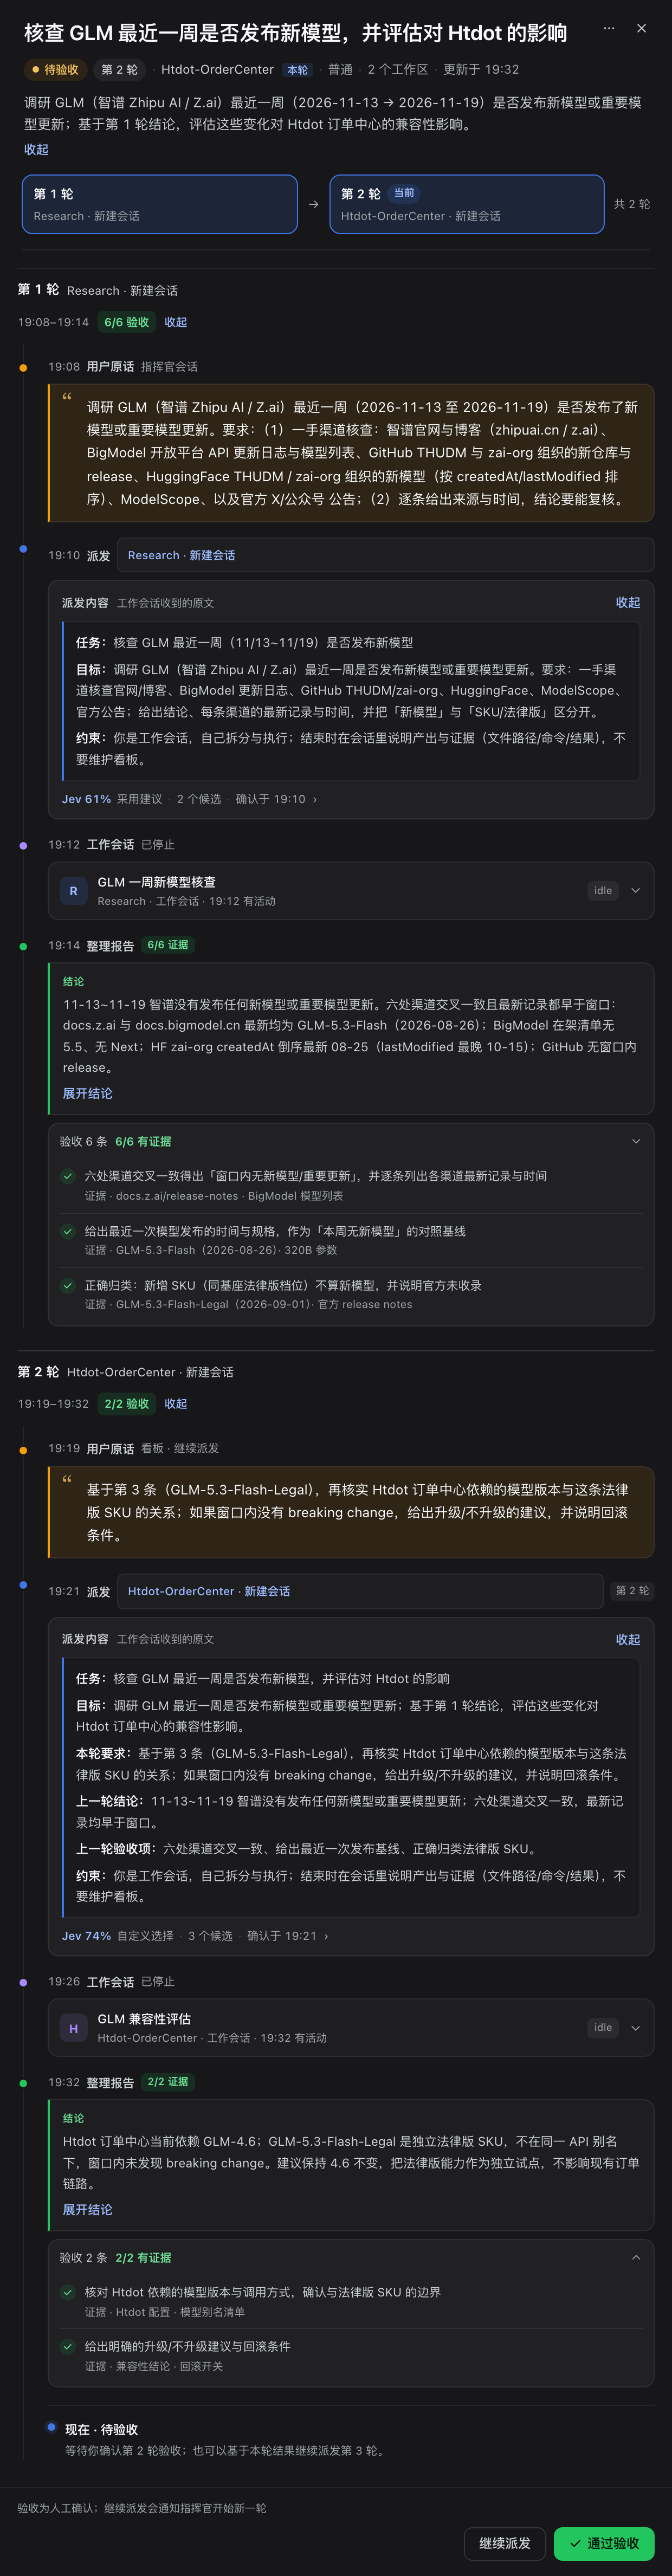 核查 GLM 最近一周是否发布新模型，并评估对 Htdot 的影响
待验收 第 2 轮 · Htdot-OrderCenter 本轮 · 普通 · 2 个工作区 · 更新于 19:32
调研 GLM（智谱 Zhipu AI / Z.ai）最近一周（2026-11-13 → 2026-11-19）是否发布新模型或重要模
型更新；基于第 1 轮结论，评估这些变化对 Htdot 订单中心的兼容性影响。
收起
第 1 轮
Research · 新建会话
→
第 2 轮 当前
Htdot-OrderCenter · 新建会话
共 2 轮
第 1 轮 Research · 新建会话
19:08–19:14 6/6 验收 收起
19:08 用户原话 指挥官会话
“
调研 GLM（智谱 Zhipu AI / Z.ai）最近一周（2026-11-13 至 2026-11-19）是否发布了新
模型或重要模型更新。要求：（1）一手渠道核查：智谱官网与博客（zhipuai.cn / z.ai）、
BigModel 开放平台 API 更新日志与模型列表、GitHub THUDM 与 zai-org 组织的新仓库与
release、HuggingFace THUDM / zai-org 组织的新模型（按 createdAt/lastModified 排
序）、ModelScope、以及官方 X/公众号 公告；（2）逐条给出来源与时间，结论要能复核。
19:10 派发 Research · 新建会话
派发内容 工作会话收到的原文 收起
任务：核查 GLM 最近一周（11/13~11/19）是否发布新模型
目标：调研 GLM（智谱 Zhipu AI / Z.ai）最近一周是否发布新模型或重要模型更新。要求：一手渠
道核查官网/博客、BigModel 更新日志、GitHub THUDM/zai-org、HuggingFace、ModelScope、
官方公告；给出结论、每条渠道的最新记录与时间，并把「新模型」与「SKU/法律版」区分开。
约束：你是工作会话，自己拆分与执行；结束时在会话里说明产出与证据（文件路径/命令/结果），不
要维护看板。
Jev 61% 采用建议 · 2 个候选 · 确认于 19:10 ›
19:12 工作会话 已停止
R
GLM 一周新模型核查
Research · 工作会话 · 19:12 有活动
idle
19:14 整理报告 6/6 证据
结论
11-13~11-19 智谱没有发布任何新模型或重要模型更新。六处渠道交叉一致且最新记录都早于窗口：
docs.z.ai 与 docs.bigmodel.cn 最新均为 GLM-5.3-Flash（2026-08-26）；BigModel 在架清单无
5.5、无 Next；HF zai-org createdAt 倒序最新 08-25（lastModified 最晚 10-15）；GitHub 无窗口内
release。
展开结论
验收 6 条 6/6 有证据
六处渠道交叉一致得出「窗口内无新模型/重要更新」，并逐条列出各渠道最新记录与时间
证据 · docs.z.ai/release-notes · BigModel 模型列表
给出最近一次模型发布的时间与规格，作为「本周无新模型」的对照基线
证据 · GLM-5.3-Flash（2026-08-26）· 320B 参数
正确归类：新增 SKU（同基座法律版档位）不算新模型，并说明官方未收录
证据 · GLM-5.3-Flash-Legal（2026-09-01）· 官方 release notes
第 2 轮 Htdot-OrderCenter · 新建会话
19:19–19:32 2/2 验收 收起
19:19 用户原话 看板 · 继续派发
“
基于第 3 条（GLM-5.3-Flash-Legal），再核实 Htdot 订单中心依赖的模型版本与这条法律
版 SKU 的关系；如果窗口内没有 breaking change，给出升级/不升级的建议，并说明回滚
条件。
19:21 派发 Htdot-OrderCenter · 新建会话 第 2 轮
派发内容 工作会话收到的原文 收起
任务：核查 GLM 最近一周是否发布新模型，并评估对 Htdot 的影响
目标：调研 GLM 最近一周是否发布新模型或重要模型更新；基于第 1 轮结论，评估这些变化对
Htdot 订单中心的兼容性影响。
本轮要求：基于第 3 条（GLM-5.3-Flash-Legal），再核实 Htdot 订单中心依赖的模型版本与这条法
律版 SKU 的关系；如果窗口内没有 breaking change，给出升级/不升级的建议，并说明回滚条件。
上一轮结论：11-13~11-19 智谱没有发布任何新模型或重要模型更新；六处渠道交叉一致，最新记
录均早于窗口。
上一轮验收项：六处渠道交叉一致、给出最近一次发布基线、正确归类法律版 SKU。
约束：你是工作会话，自己拆分与执行；结束时在会话里说明产出与证据（文件路径/命令/结果），不
要维护看板。
Jev 74% 自定义选择 · 3 个候选 · 确认于 19:21 ›
19:26 工作会话 已停止
H
GLM 兼容性评估
Htdot-OrderCenter · 工作会话 · 19:32 有活动
idle
19:32 整理报告 2/2 证据
结论
Htdot 订单中心当前依赖 GLM-4.6；GLM-5.3-Flash-Legal 是独立法律版 SKU，不在同一 API 别名
下，窗口内未发现 breaking change。建议保持 4.6 不变，把法律版能力作为独立试点，不影响现有订单
链路。
展开结论
验收 2 条 2/2 有证据
核对 Htdot 依赖的模型版本与调用方式，确认与法律版 SKU 的边界
证据 · Htdot 配置 · 模型别名清单
给出明确的升级/不升级建议与回滚条件
证据 · 兼容性结论 · 回滚开关
现在 · 待验收
等待你确认第 2 轮验收；也可以基于本轮结果继续派发第 3 轮。
验收为人工确认；继续派发会通知指挥官开始新一轮
继续派发 通过验收